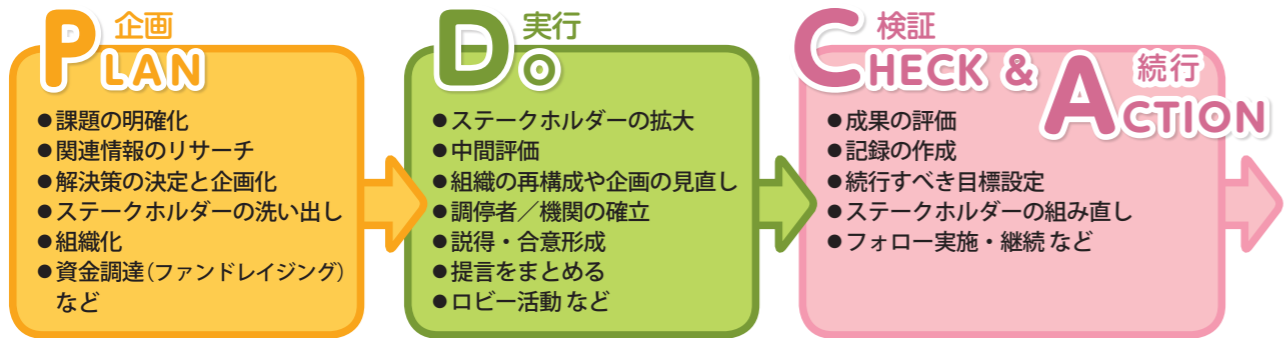 企画
PLAN
●課題の明確化
●関連情報のリサーチ
●解決策の決定と企画化
●ステークホルダーの洗い出し
●組織化
●資金調達（ファンドレイジング）
など
実行
Do
●ステークホルダーの拡大
●中間評価
●組織の再構成や企画の見直し
●調停者／機関の確立
●説得・合意形成
●提言をまとめる
●ロビー活動 など
検証
CHECK &
続行
ACTION
●成果の評価
●記録の作成
●続行すべき目標設定
●ステークホルダーの組み直し
●フォロー実施・継続 など